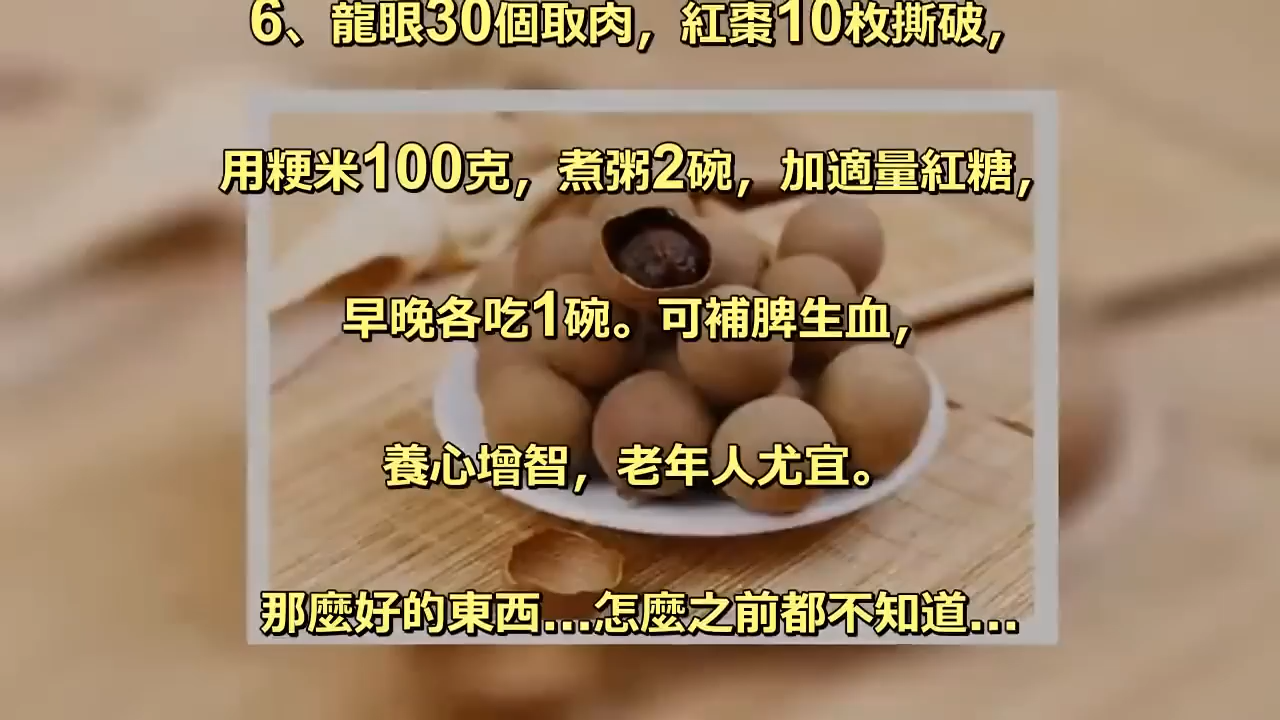 6、龍眼30個取肉，紅棗10枚撕破，
用粳米100克，煮粥2碗，加適量紅糖，
早晚各吃1碗。可補脾生血，
養心增智，老年人尤宜。
那麼好的東西...怎麼之前都不知道...